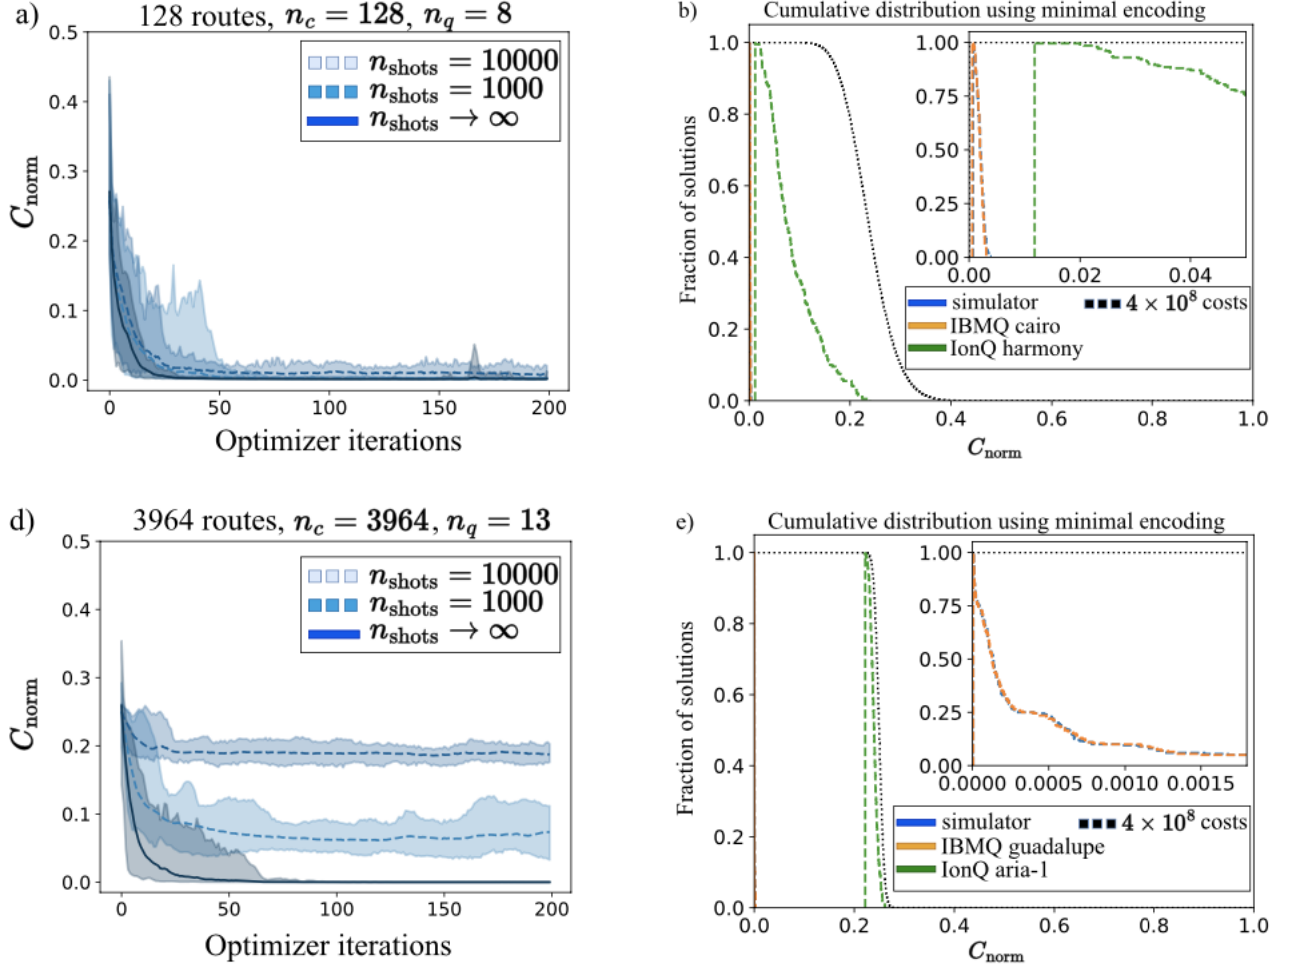 a)
128 routes, n_c = 128, n_q = 8
0.5
0.4
0.3
0.2
0.1
0.0
C_norm
n_shots = 10000
n_shots = 1000
n_shots → ∞
0 50 100 150 200
Optimizer iterations
b)
Cumulative distribution using minimal encoding
1.0
0.8
0.6
0.4
0.2
0.0
Fraction of solutions
1.00
0.75
0.50
0.25
0.00
0.00 0.02 0.04
simulator 4 × 10^8 costs
IBMQ cairo
IonQ harmony
0.0 0.2 0.4 0.6 0.8 1.0
C_norm
d)
3964 routes, n_c = 3964, n_q = 13
0.5
0.4
0.3
0.2
0.1
0.0
C_norm
n_shots = 10000
n_shots = 1000
n_shots → ∞
0 50 100 150 200
Optimizer iterations
e)
Cumulative distribution using minimal encoding
1.0
0.8
0.6
0.4
0.2
0.0
Fraction of solutions
1.00
0.75
0.50
0.25
0.00
0.0000 0.0005 0.0010 0.0015
simulator 4 × 10^8 costs
IBMQ guadalupe
IonQ aria-1
0.0 0.2 0.4 0.6 0.8 1.0
C_norm